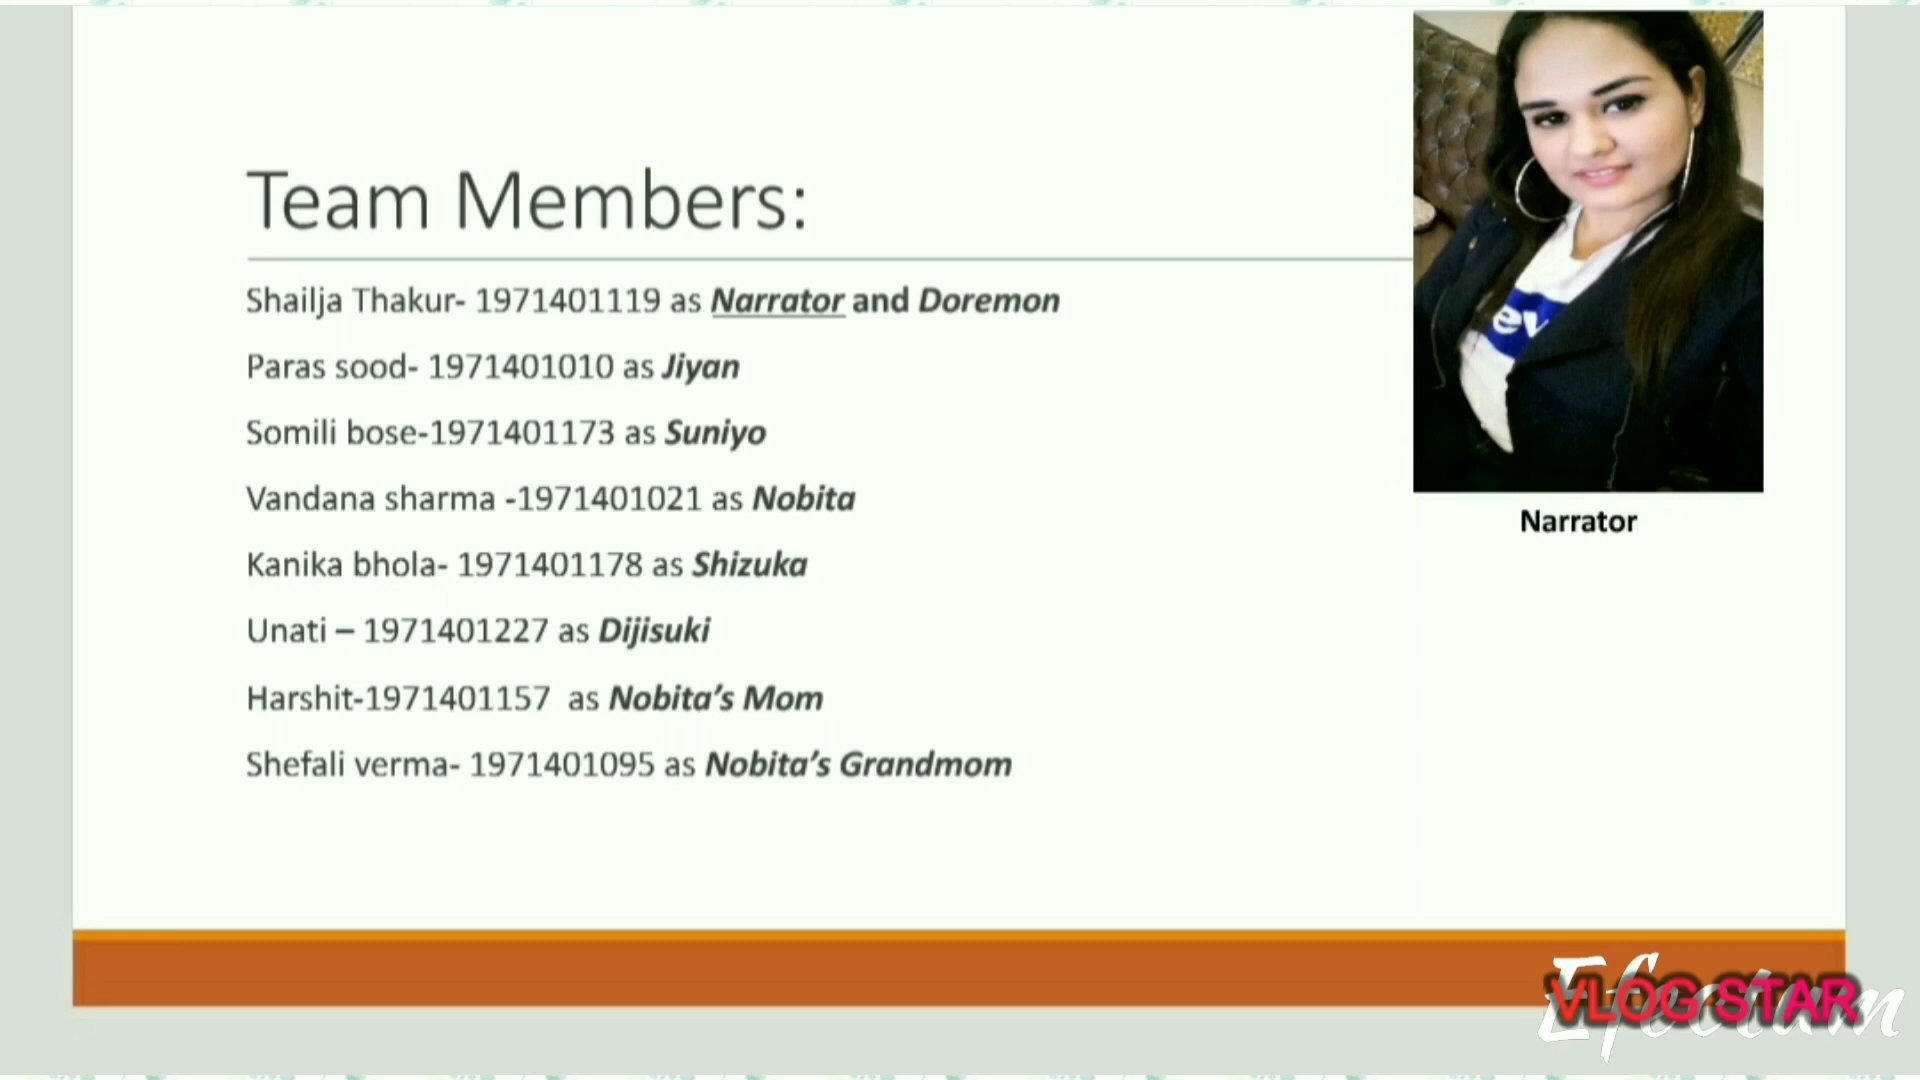 Team Members:
Shailja Thakur- 1971401119 as Narrator and Doremon
Paras sood- 1971401010 as Jiyan
Somili bose-1971401173 as Suniyo
Vandana sharma -1971401021 as Nobita
Kanika bhola- 1971401178 as Shizuka
Unati – 1971401227 as Dijisuki
Harshit-1971401157  as Nobita's Mom
Shefali verma- 1971401095 as Nobita's Grandmom
ev
Narrator
VLOG STAR
Efectum